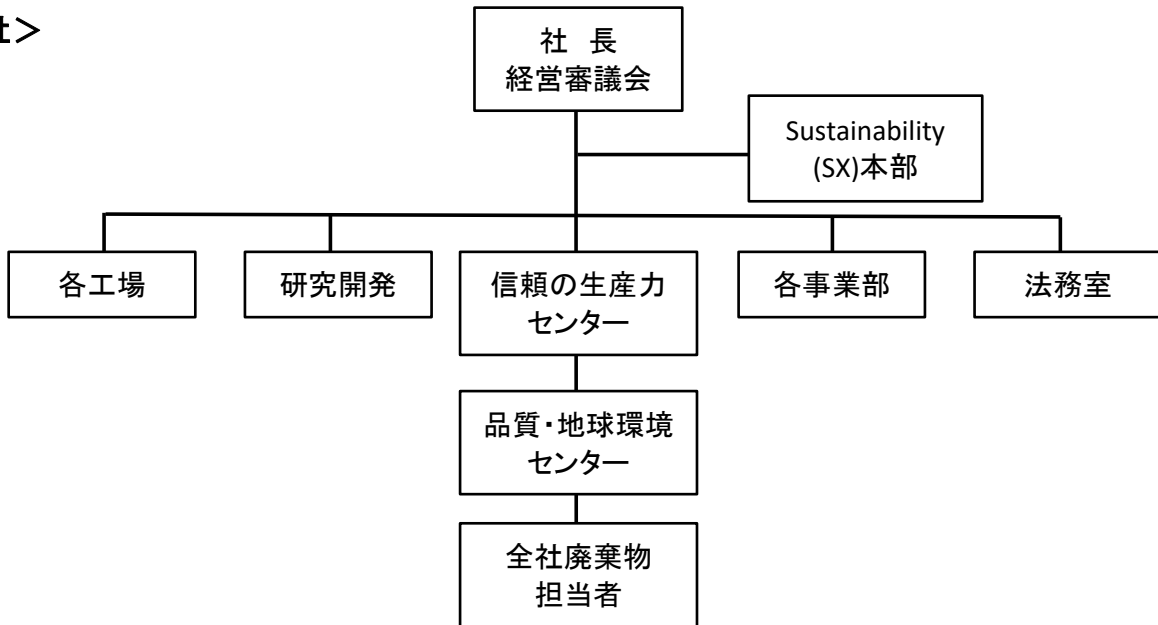 社＞
社　長
経営審議会
Sustainability
(SX)本部
各工場
研究開発
信頼の生産力
センター
各事業部
法務室
品質・地球環境
センター
全社廃棄物
担当者